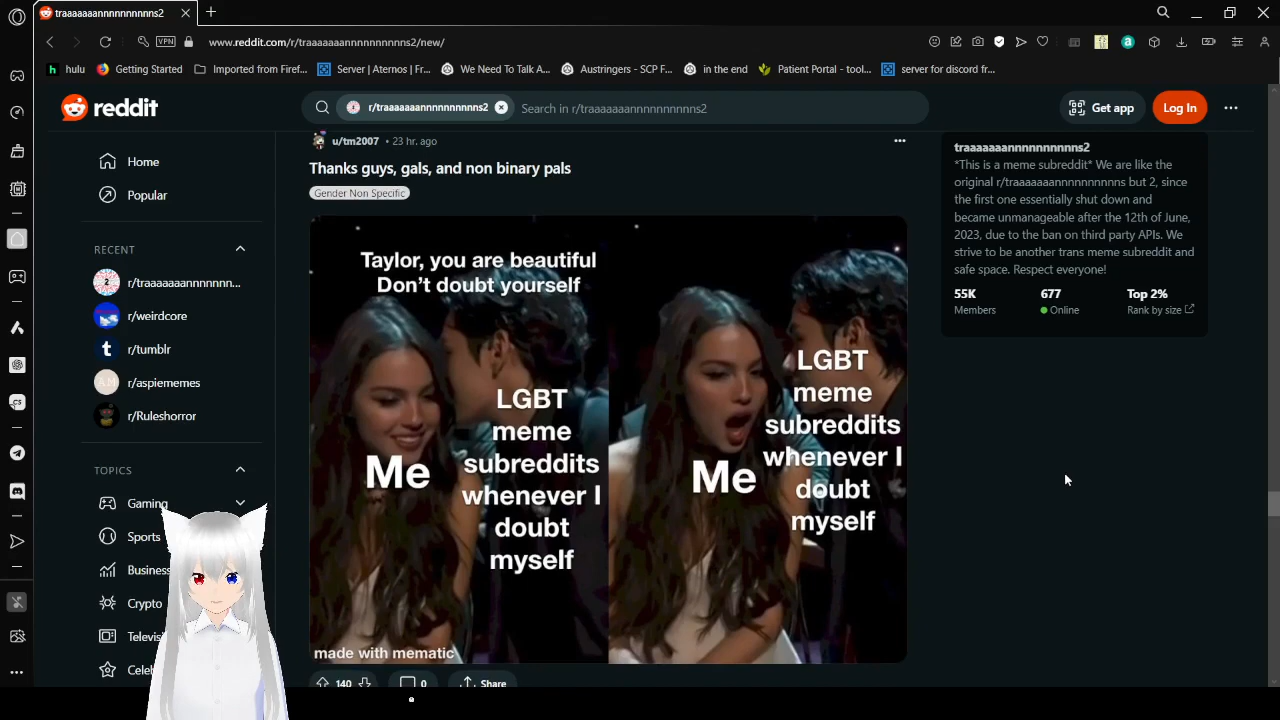 traaaaaaannnnnnnnnns2
VPN
www.reddit.com/r/traaaaaaannnnnnnnnns2/new/
hulu
Getting Started
Imported from Firef...
Server | Aternos | Fr...
We Need To Talk A...
Austringers - SCP F...
in the end
Patient Portal - tool...
server for discord fr...
reddit
r/traaaaaaannnnnnnnnns2
Search in r/traaaaaaannnnnnnnnns2
Get app
Log In
Home
Popular
RECENT
r/traaaaaaannnnnnn...
r/weirdcore
r/tumblr
AM
r/aspiememes
r/Ruleshorror
TOPICS
Gaming
Sports
Business
Crypto
Televisi
Celeb
u/tm2007 • 23 hr. ago
Thanks guys, gals, and non binary pals
Gender Non Specific
Taylor, you are beautiful
Don't doubt yourself
Me
LGBT
meme
subreddits
whenever I
doubt
myself
Me
LGBT
meme
subreddits
whenever I
doubt
myself
made with mematic
140
0
Share
traaaaaaannnnnnnnnns2
*This is a meme subreddit* We are like the
original r/traaaaaaannnnnnnnnns but 2, since
the first one essentially shut down and
became unmanageable after the 12th of June,
2023, due to the ban on third party APIs. We
strive to be another trans meme subreddit and
safe space. Respect everyone!
55K
Members
677
Online
Top 2%
Rank by size